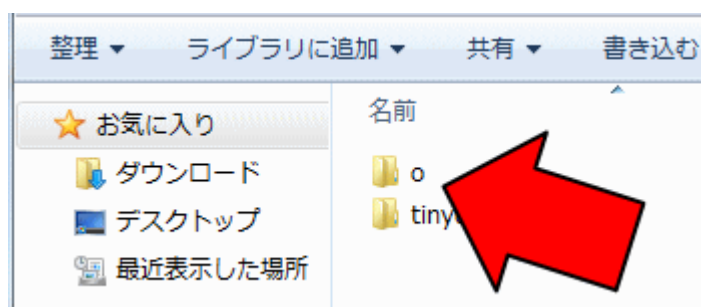 整理 ▼ ライブラリに追加 ▼ 共有 ▼ 書き込む
お気に入り
ダウンロード
デスクトップ
最近表示した場所
名前
o